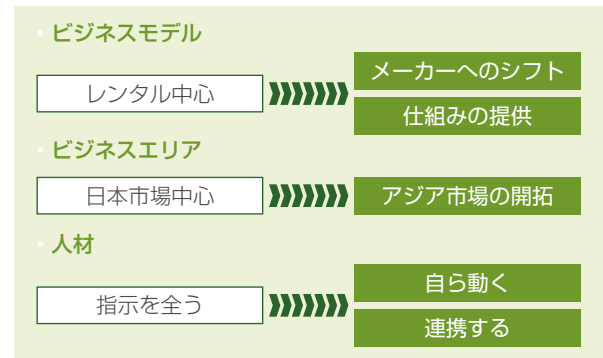 ・ビジネスモデル
レンタル中心
メーカーへのシフト
仕組みの提供
・ビジネスエリア
日本市場中心
アジア市場の開拓
・人材
指示を全う
自ら動く
連携する